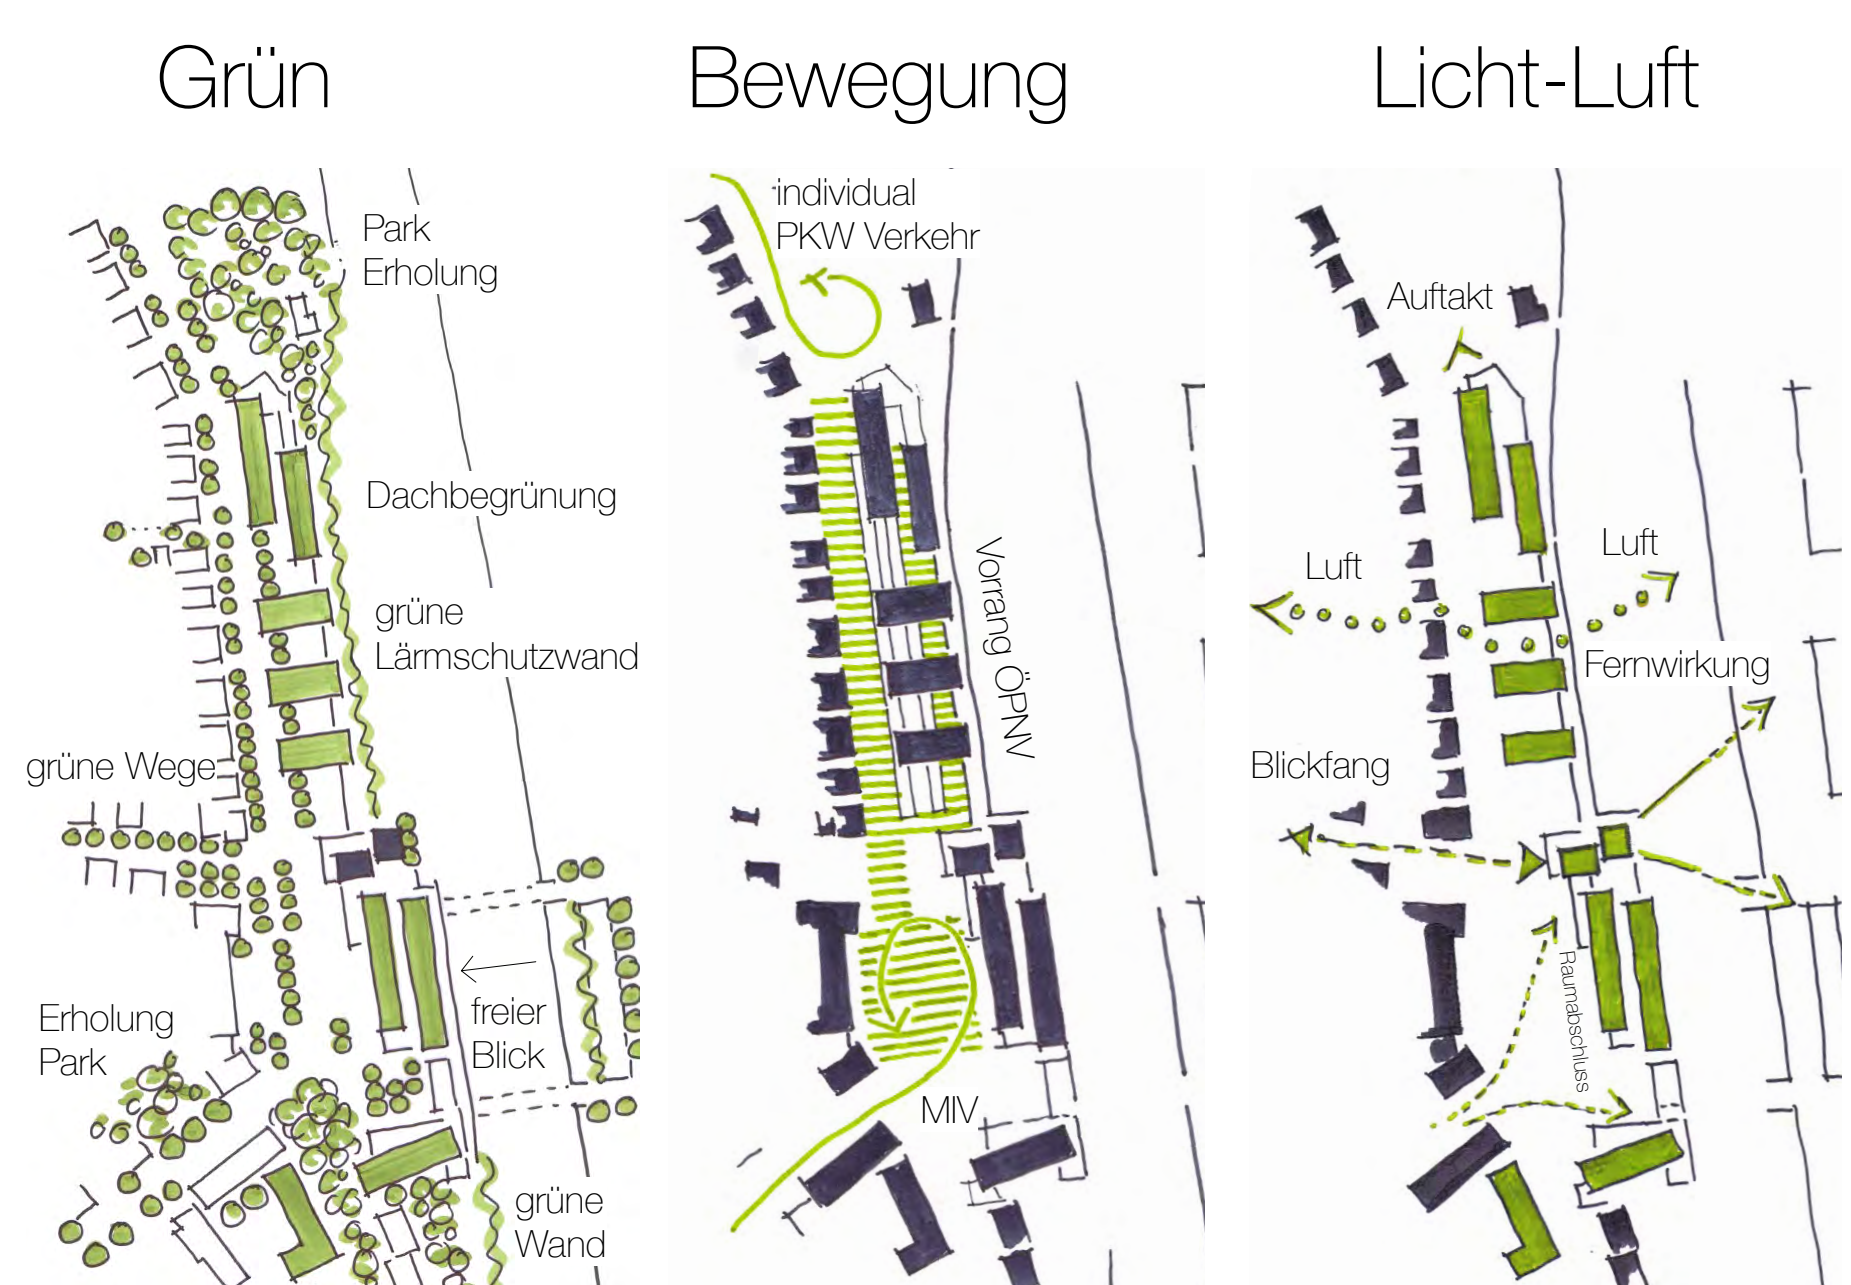 Grün
Bewegung
Licht-Luft
Park
Erholung
Dachbegrünung
grüne
Lärmschutzwand
grüne Wege
freier
Blick
Erholung
Park
grüne
Wand
individual
PKW Verkehr
Vorrang ÖPNV
MIV
Auftakt
Luft
Luft
Fernwirkung
Blickfang
Raumabschluss